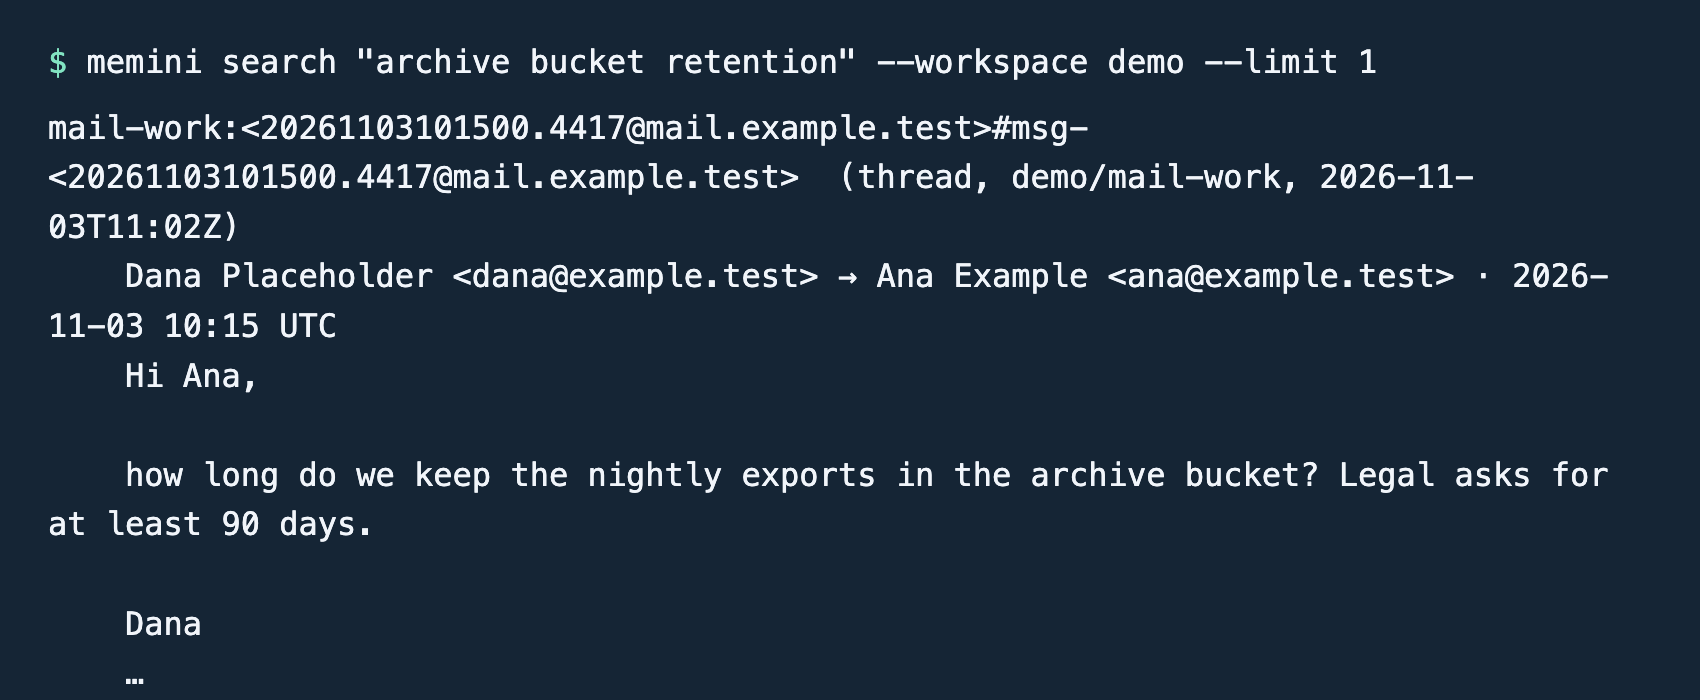 $ memini search "archive bucket retention" --workspace demo --limit 1
mail-work:<20261103101500.4417@mail.example.test>#msg-
<20261103101500.4417@mail.example.test>  (thread, demo/mail-work, 2026-11-
03T11:02Z)
    Dana Placeholder <dana@example.test> → Ana Example <ana@example.test> · 2026-
11-03 10:15 UTC
    Hi Ana,

    how long do we keep the nightly exports in the archive bucket? Legal asks for
at least 90 days.

    Dana
    …